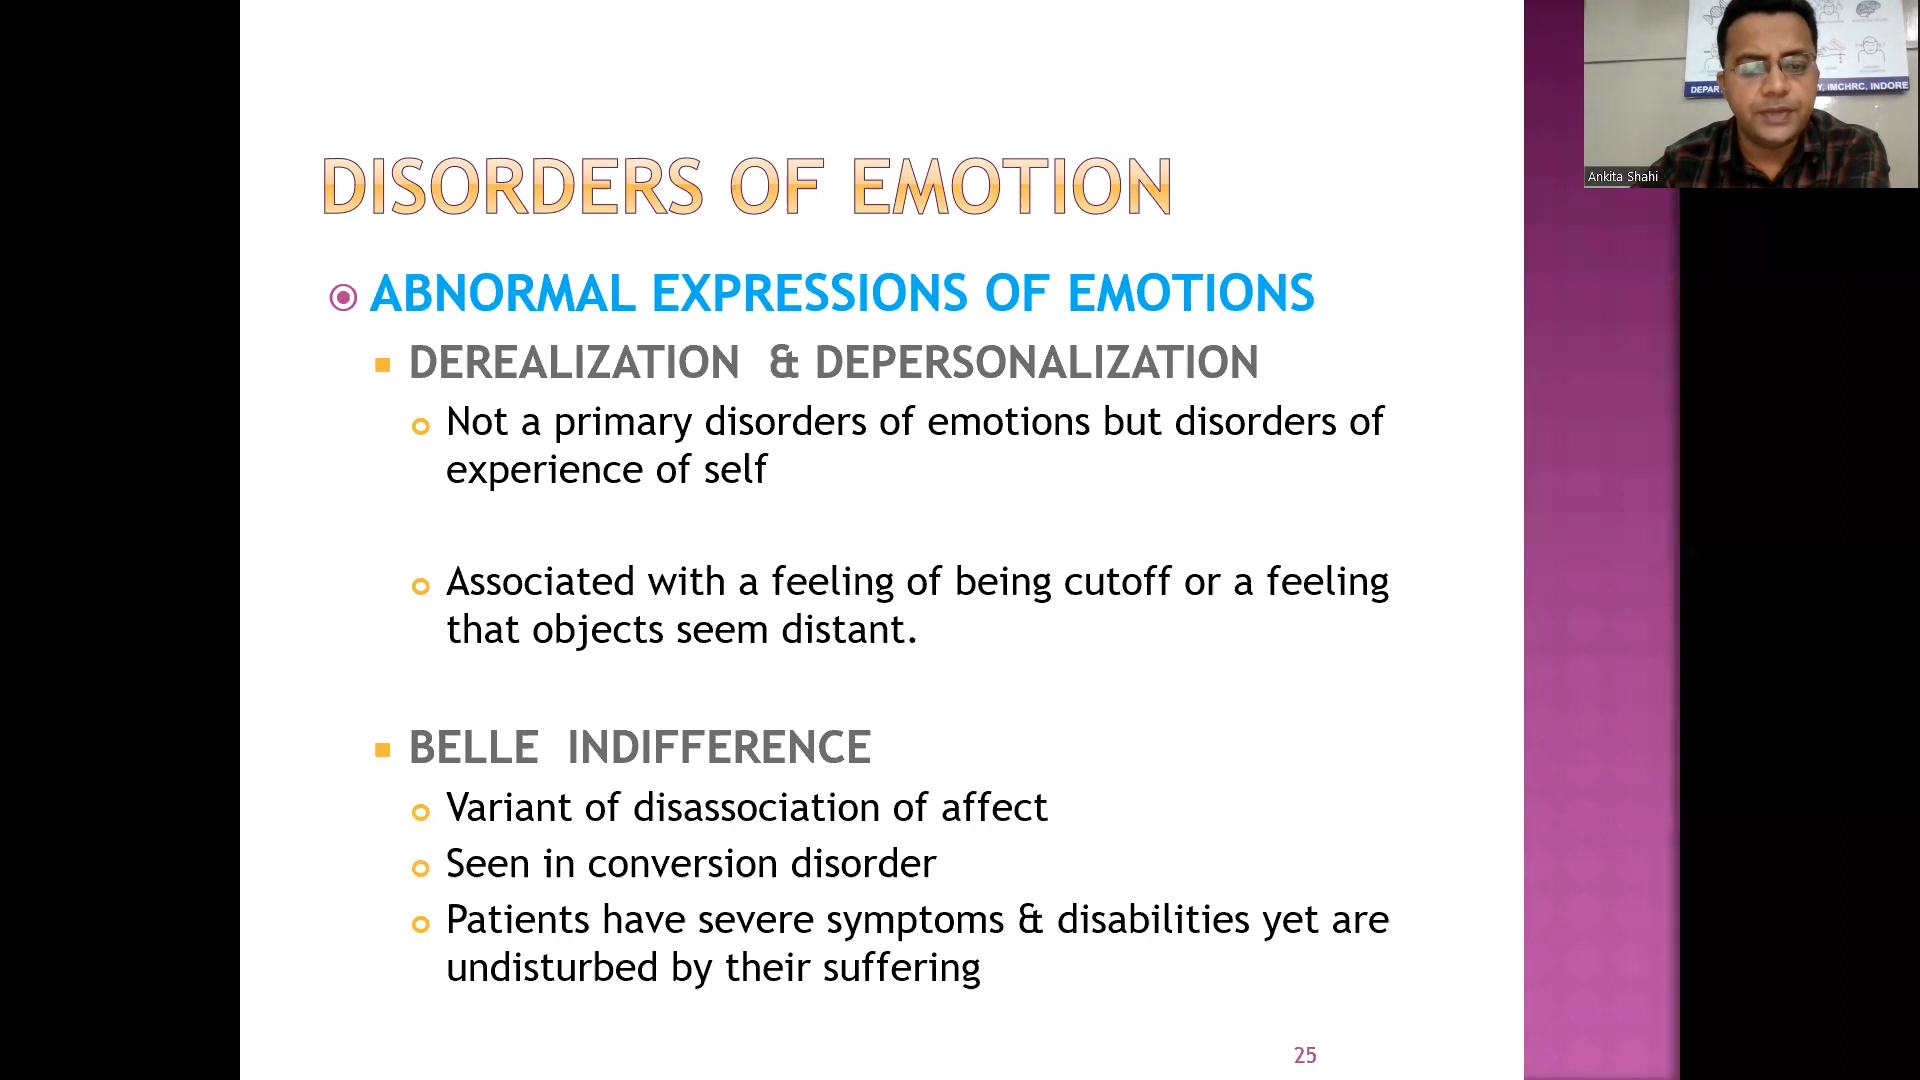 DISORDERS OF EMOTION
ABNORMAL EXPRESSIONS OF EMOTIONS
DEREALIZATION & DEPERSONALIZATION
Not a primary disorders of emotions but disorders of
experience of self
Associated with a feeling of being cutoff or a feeling
that objects seem distant.
BELLE INDIFFERENCE
Variant of disassociation of affect
Seen in conversion disorder
Patients have severe symptoms & disabilities yet are
undisturbed by their suffering
25
IMCHRC, INDORE
Ankita Shahi